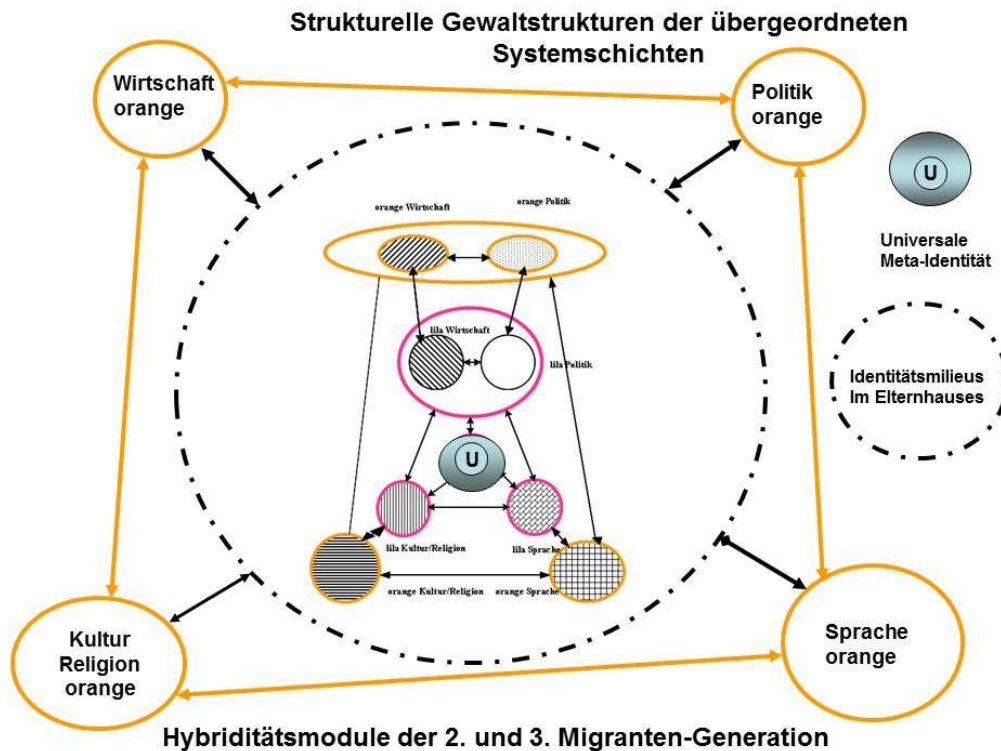 Strukturelle Gewaltstrukturen der übergeordneten
Systemschichten
Wirtschaft
orange
Politik
orange
U
Universale
Meta-Identität
Identitätsmilieus
Im Elternhauses
orange Wirtschaft
orange Politik
lila Wirtschaft
lila Politik
U
lila Kultur/Religion
lila Sprache
orange Kultur/Religion
orange Sprache
Kultur
Religion
orange
Sprache
orange
Hybriditätsmodule der 2. und 3. Migranten-Generation